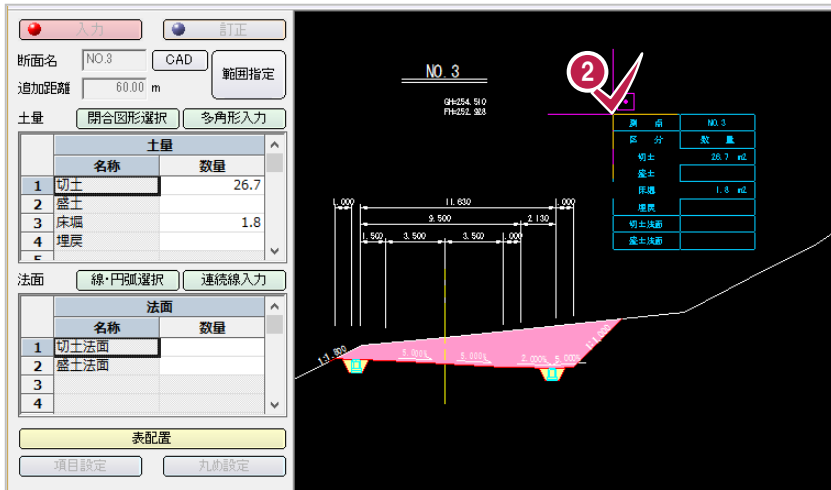 入力 訂正
断面名 NO.3 CAD 範囲指定
追加距離 60.00 m
土量 閉合図形選択 多角形入力
土量
名称 数量
1 切土 26.7
2 盛土
3 床堀 1.8
4 埋戻
法面 線・円弧選択 連続線入力
法面
名称 数量
1 切土法面
2 盛土法面
3
4
表配置
項目設定 丸め設定
NO.3
GH=254.510
FH=252.928
2
測 点 NO.3
区 分 数 量
切土 26.7 m2
盛土
床堀 1.8 m2
埋戻
切土法面
盛土法面
1.000 11.630 1.000
9.500 2.130
1.500 3.500 3.500 1.000
1:1.000
5.000%
2.000% 5.000%
1:1.000